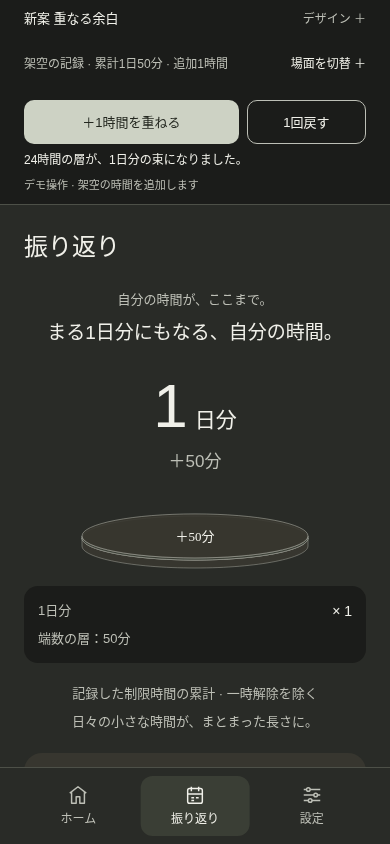 新案 重なる余白
デザイン ＋
架空の記録 · 累計1日50分 · 追加1時間
場面を切替 ＋
＋1時間を重ねる
1回戻す
24時間の層が、1日分の束になりました。
デモ操作 · 架空の時間を追加します
振り返り
自分の時間が、ここまで。
まる1日分にもなる、自分の時間。
1 日分
＋50分
＋50分
1日分
× 1
端数の層：50分
記録した制限時間の累計 · 一時解除を除く
日々の小さな時間が、まとまった長さに。
ホーム
振り返り
設定